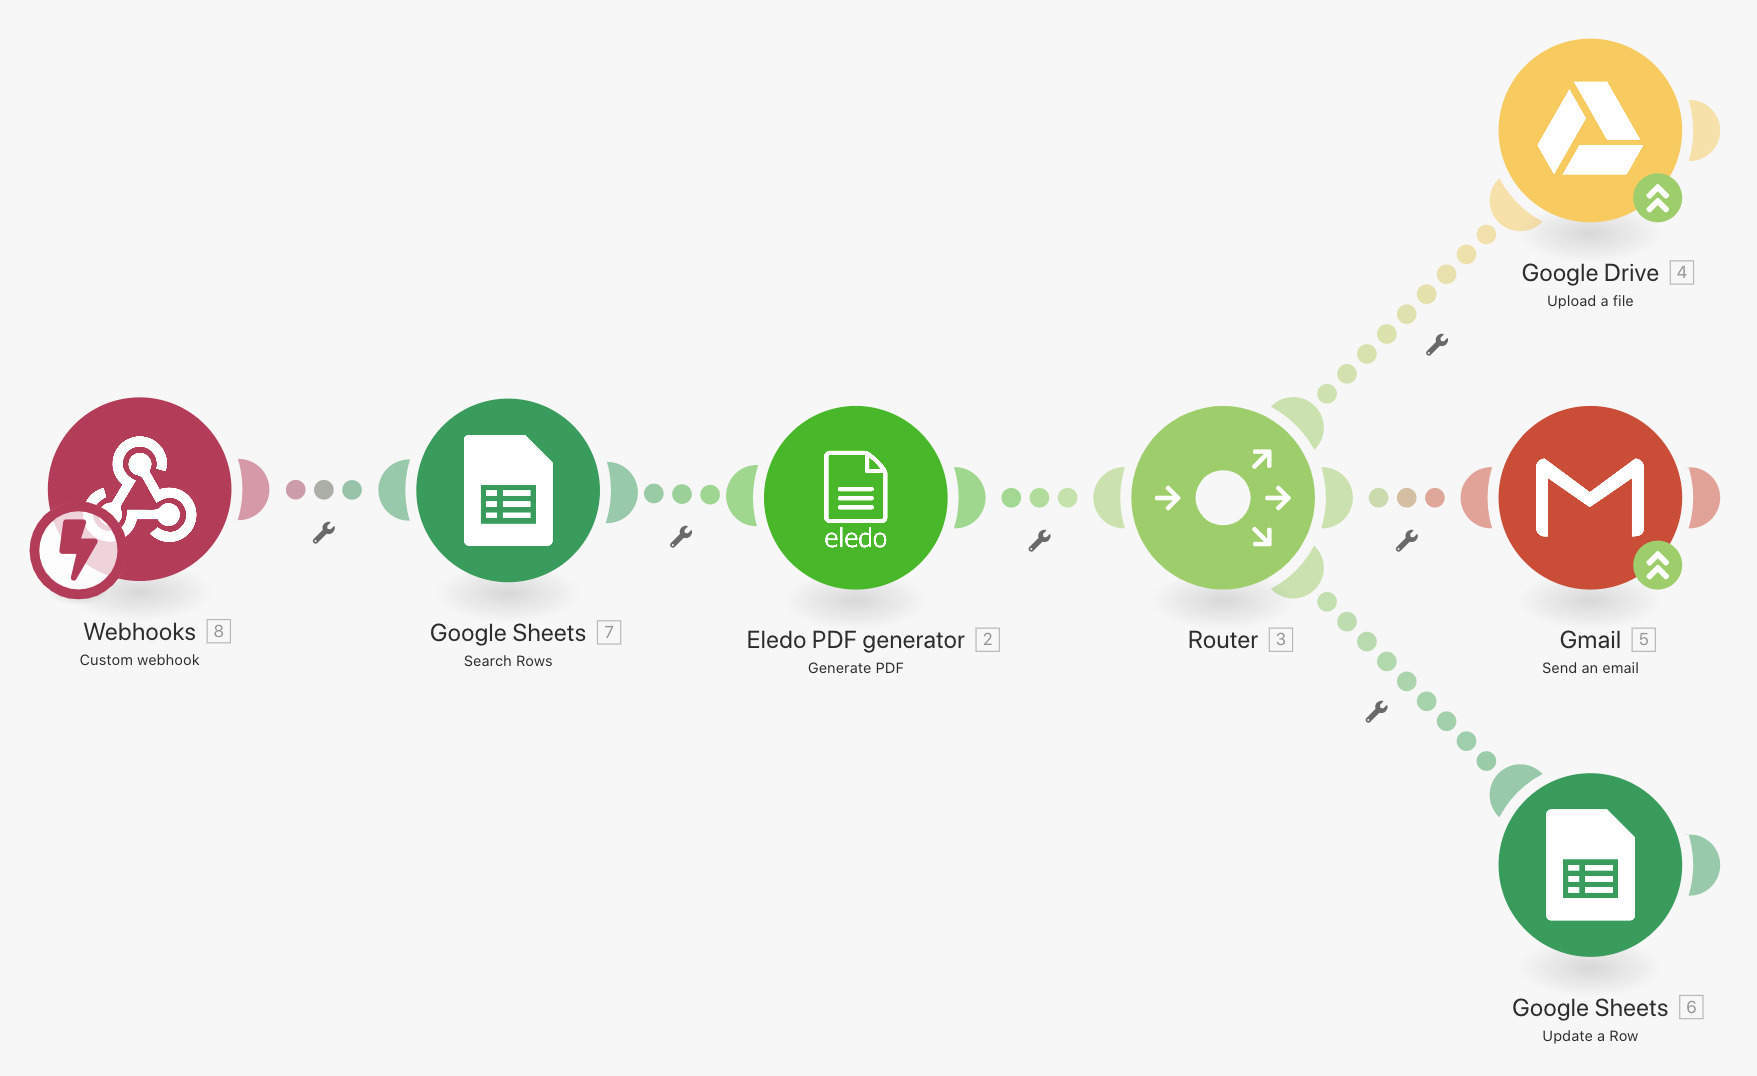 Google Drive 4
Upload a file
eledo
Webhooks 8
Custom webhook
Google Sheets 7
Search Rows
Eledo PDF generator 2
Generate PDF
Router 3
Gmail 5
Send an email
Google Sheets 6
Update a Row